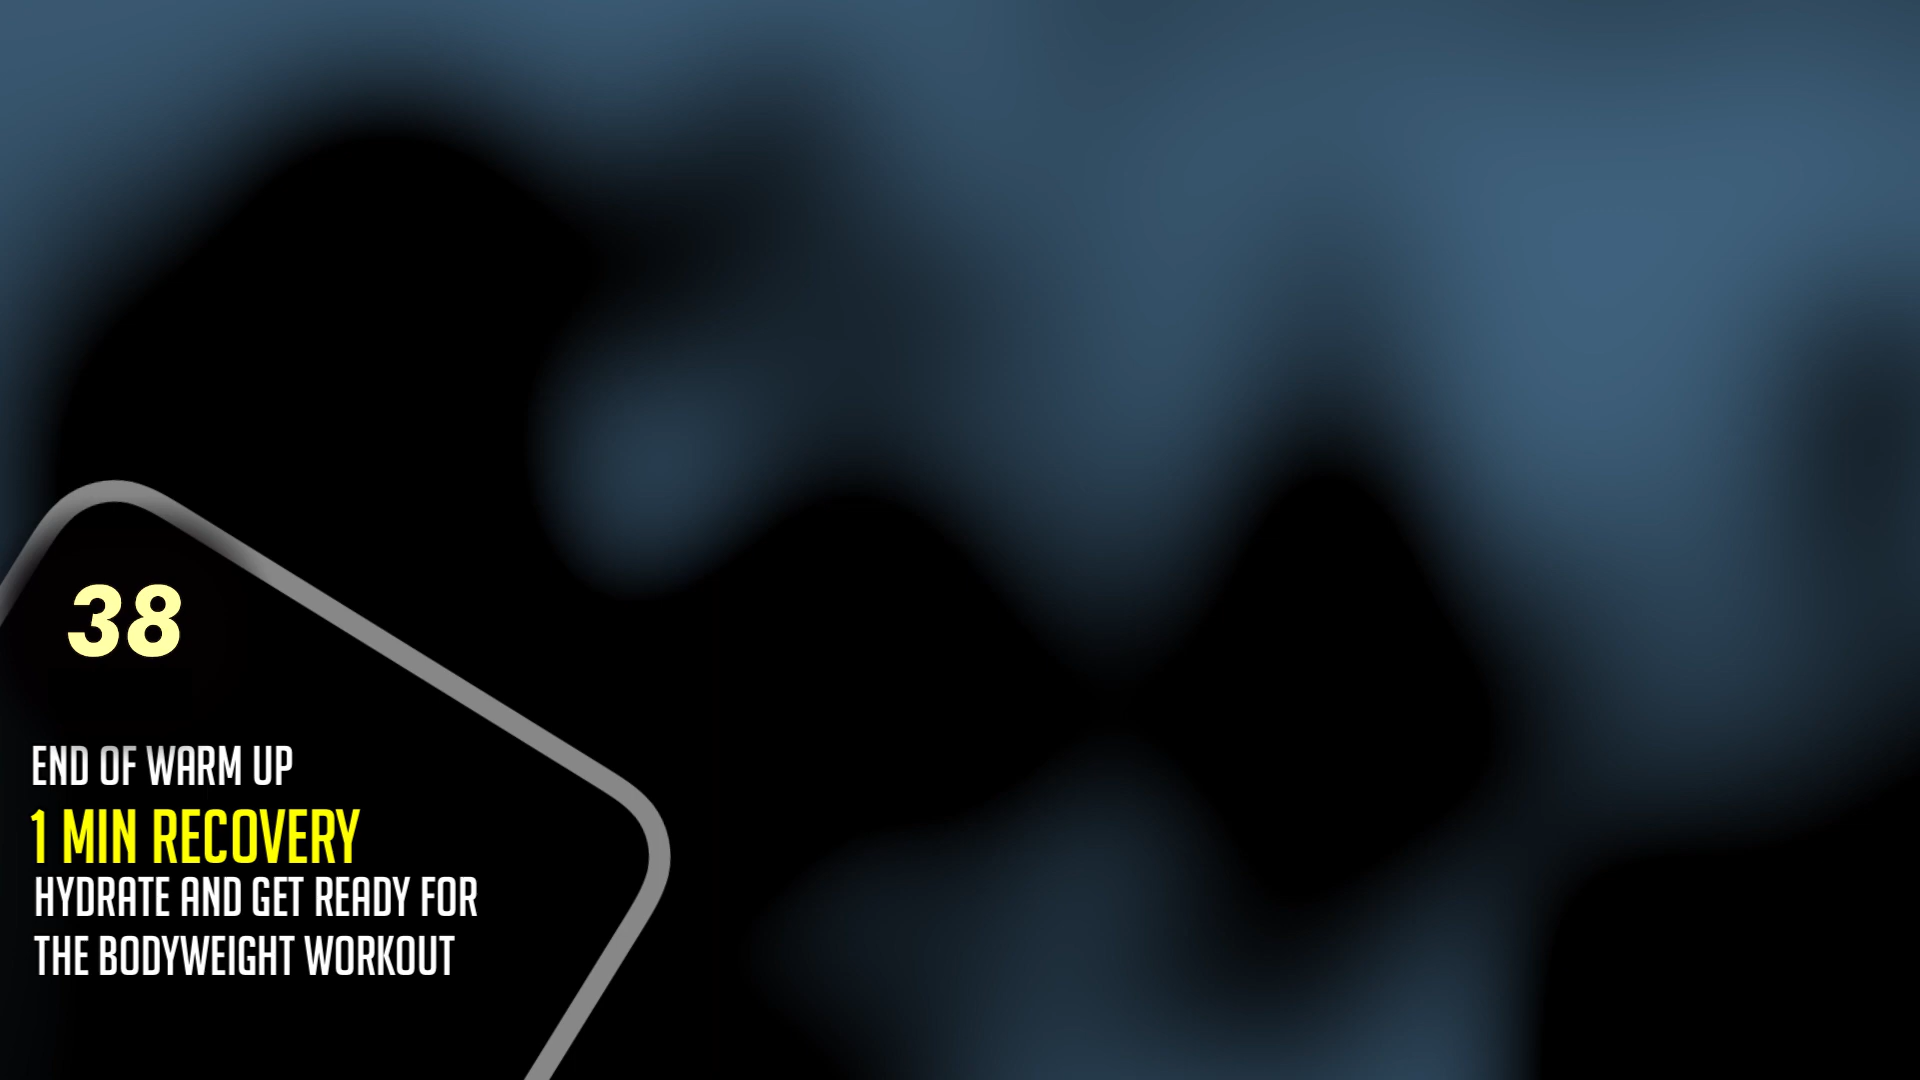 38
END OF WARM UP
1 MIN RECOVERY
HYDRATE AND GET READY FOR
THE BODYWEIGHT WORKOUT